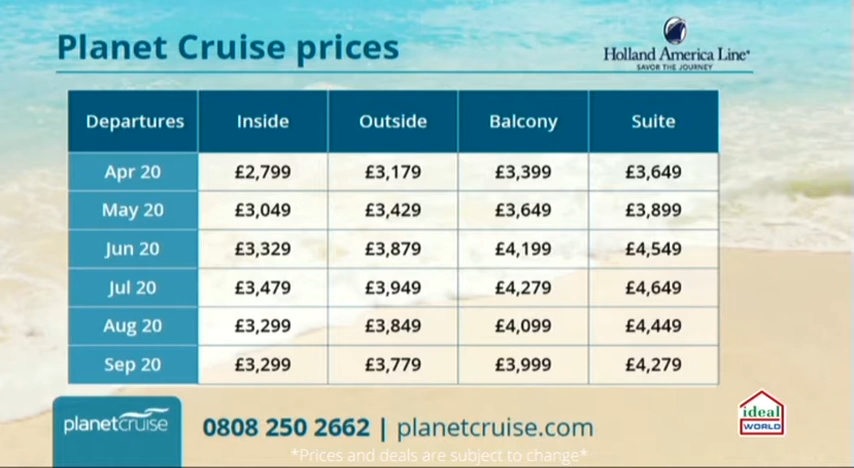 Planet Cruise prices
Holland America Line®
SAVOR THE JOURNEY
Departures Inside Outside Balcony Suite
Apr 20 £2,799 £3,179 £3,399 £3,649
May 20 £3,049 £3,429 £3,649 £3,899
Jun 20 £3,329 £3,879 £4,199 £4,549
Jul 20 £3,479 £3,949 £4,279 £4,649
Aug 20 £3,299 £3,849 £4,099 £4,449
Sep 20 £3,299 £3,779 £3,999 £4,279
planetcruise 0808 250 2662 | planetcruise.com
ideal
WORLD
*Prices and deals are subject to change*